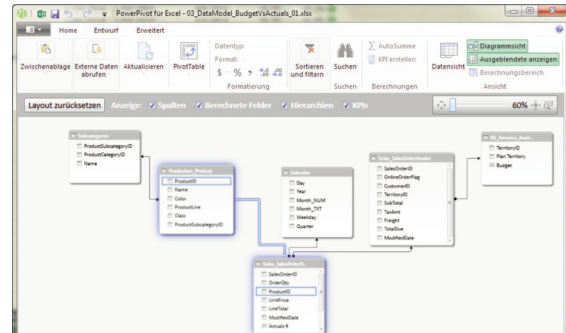 PowerPivot für Excel - 03_DataModel_BudgetVsActuals_01.xlsx
Home Entwurf Erweitert
Zwischenablage
Externe Daten abrufen
Aktualisieren
PivotTable
Datentyp:
Format:
$ % ,
Formatierung
Sortieren und filtern
Suchen
Suchen
AutoSumme
KPI erstellen
Berechnungen
Datensicht
Diagrammsicht
Ausgeblendete anzeigen
Berechnungsbereich
Ansicht
Layout zurücksetzen Anzeige: Spalten Berechnete Felder Hierarchien KPIs 60%
Subcategories
ProductSubcategoryID
ProductCategoryID
Name
Production_Product
ProductID
Name
Color
ProductLine
Class
ProductSubcategoryID
Calendar
Day
Year
Month_NUM
Month_TXT
Weekday
Quarter
Sales_SalesOrderHeader
SalesOrderID
OnlineOrderFlag
CustomerID
TerritoryID
SubTotal
TaxAmt
Freight
TotalDue
ModifiedDate
TerritoryID
Plan Territory
Budget
SalesOrderID
OrderQty
ProductID
UnitPrice
LineTotal
ModifiedDate
Actuals €